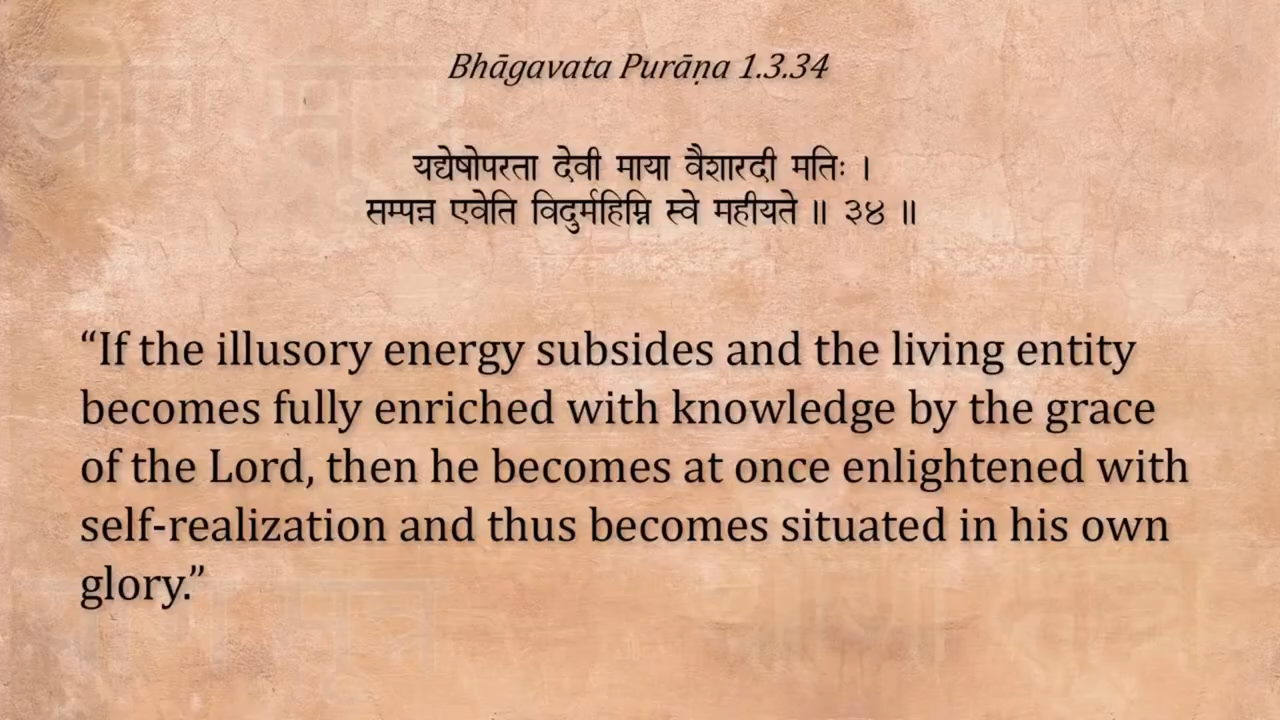 Bhāgavata Purāṇa 1.3.34
यद्येषोपरता देवी माया वैशारदी मतिः ।
सम्पन्न एवेति विदुर्महिम्नि स्वे महीयते ॥ ३४ ॥
“If the illusory energy subsides and the living entity
becomes fully enriched with knowledge by the grace
of the Lord, then he becomes at once enlightened with
self-realization and thus becomes situated in his own
glory.”